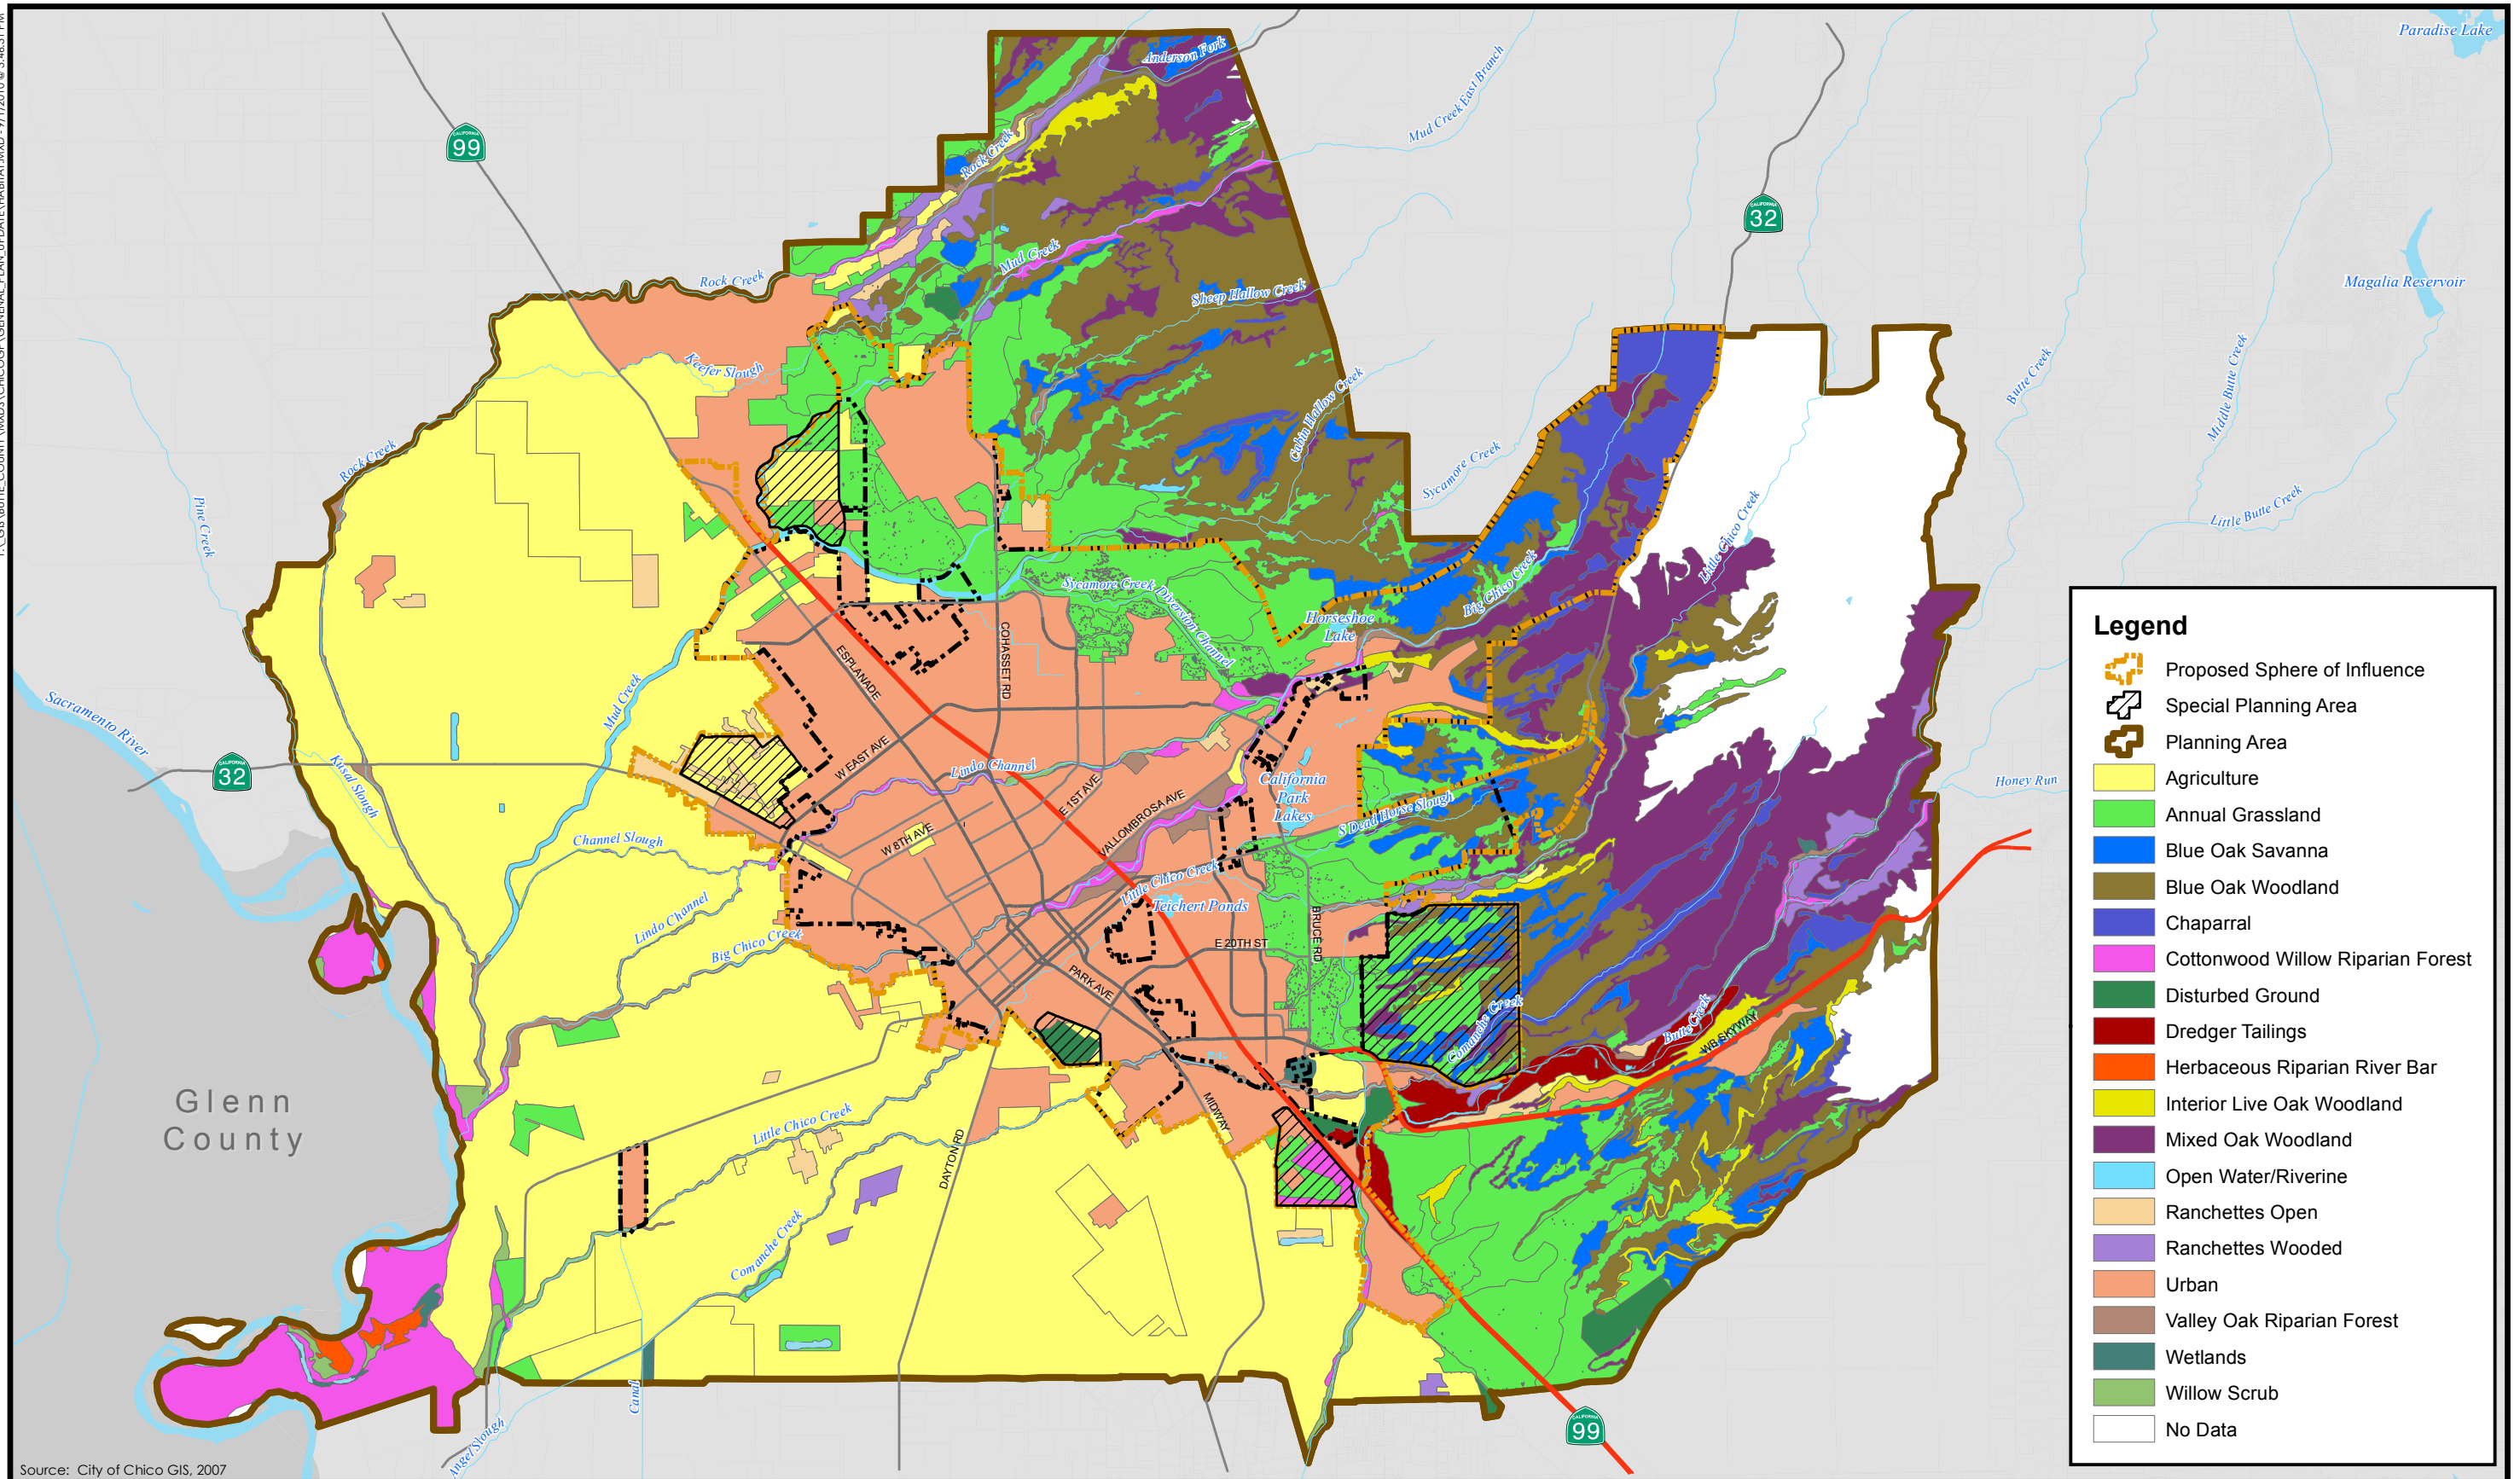 Paradise Lake
Anderson Fork
Mud Creek East Branch
CALIFORNIA
99
Rock Creek
CALIFORNIA
32
Mud Creek
Rock Creek
Sheep Hallow Creek
Magalia Reservoir
Keefer Slough
Butte Creek
Middle Butte Creek
Cabin Hallow Creek
Rock Creek
Sycamore Creek
Pine Creek
Little Chico Creek
Little Butte Creek
Sycamore Creek Diversion Channel
Big Chico Creek
Horseshoe
Lake
COHASSET RD
ESPLANADE
Mud Creek
Sacramento River
CALIFORNIA
32
Kusal Slough
W EAST AVE
Lindo Channel
E 1ST AVE
California
Park
Lakes
Honey Run
VALLOMBROSA AVE
S Dead Horse Slough
Channel Slough
W 8TH AVE
Little Chico Creek
Teichert Ponds
Lindo Channel
Big Chico Creek
BRUCE RD
E 20TH ST
PARK AVE
Comanche Creek
Butte Creek
WB SKYWAY
Glenn
County
Little Chico Creek
MIDWAY
DAYTON RD
Comanche Creek
Canal
Angel Slough
CALIFORNIA
99
Legend
Proposed Sphere of Influence
Special Planning Area
Planning Area
Agriculture
Annual Grassland
Blue Oak Savanna
Blue Oak Woodland
Chaparral
Cottonwood Willow Riparian Forest
Disturbed Ground
Dredger Tailings
Herbaceous Riparian River Bar
Interior Live Oak Woodland
Mixed Oak Woodland
Open Water/Riverine
Ranchettes Open
Ranchettes Wooded
Urban
Valley Oak Riparian Forest
Wetlands
Willow Scrub
No Data
Source: City of Chico GIS, 2007